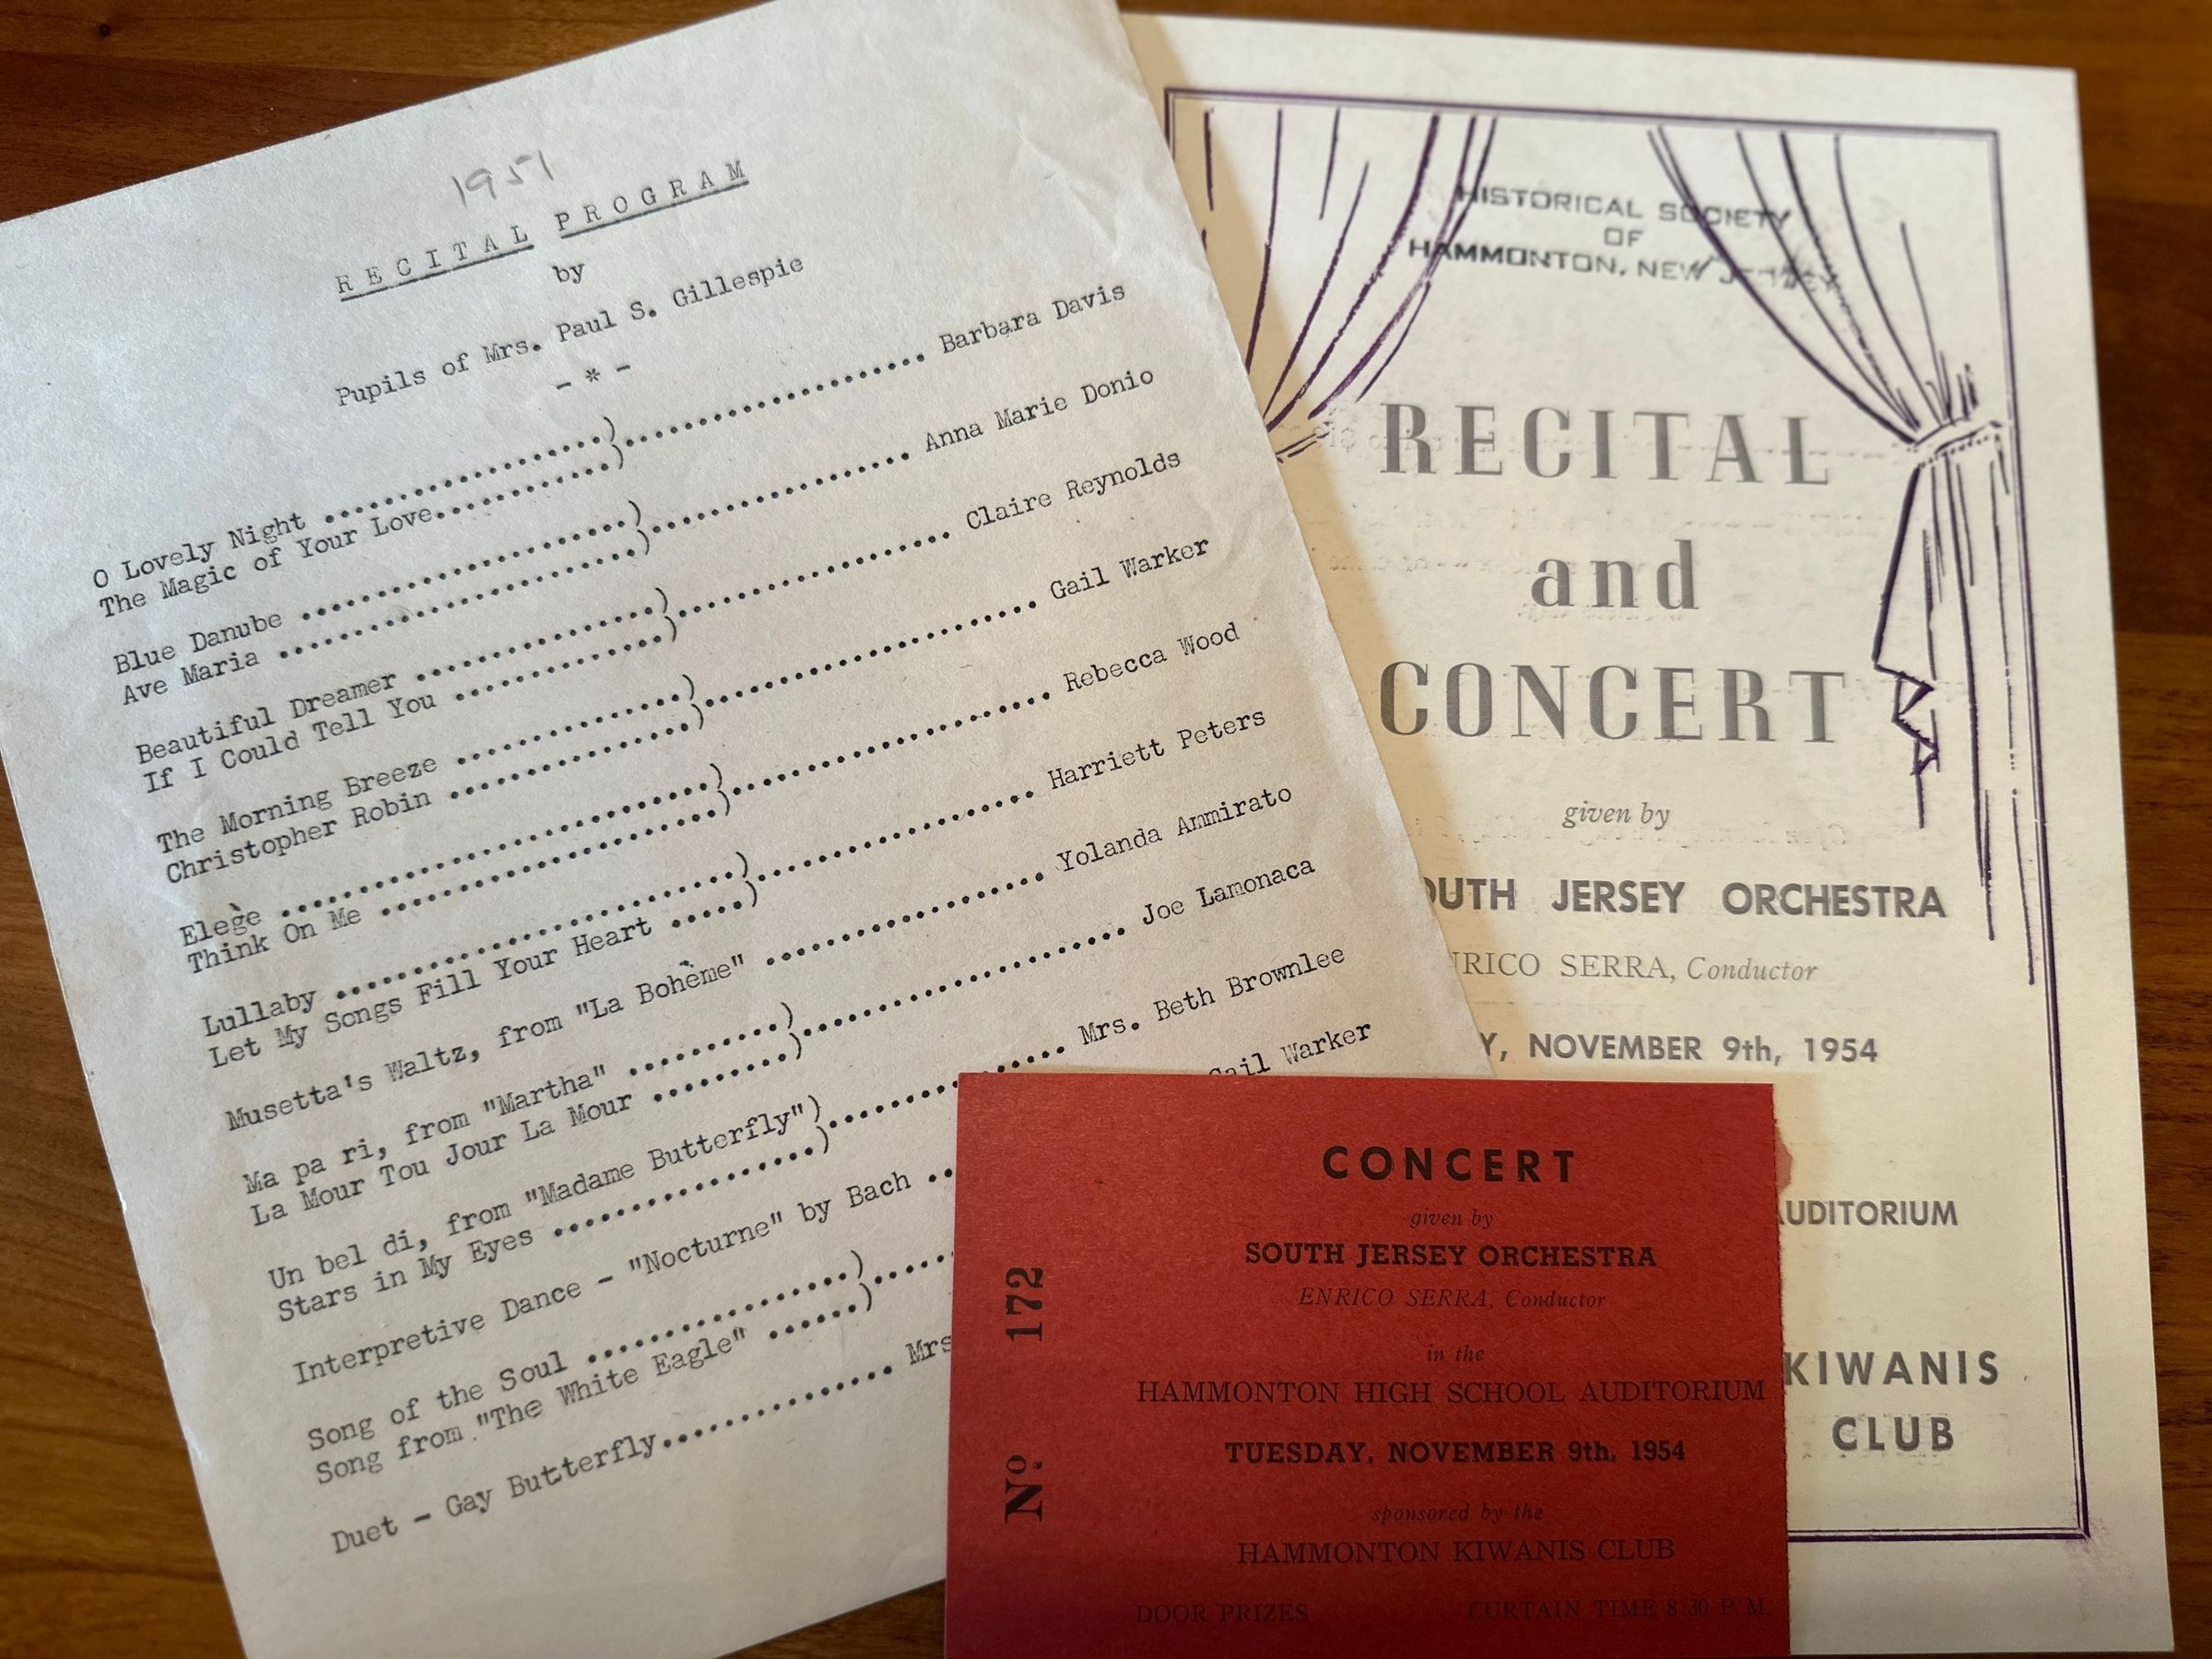 1951
RECITAL PROGRAM
by
Pupils of Mrs. Paul S. Gillespie
- * -
O Lovely Night ....................)
The Magic of Your Love.............).................... Barbara Davis
Blue Danube .......................)
Ave Maria .........................).................. Anna Marie Donio
Beautiful Dreamer .................)
If I Could Tell You ...............).................... Claire Reynolds
The Morning Breeze ................)
Christopher Robin .................)......................... Gail Warker
Elegè .............................)
Think On Me .......................)....................... Rebecca Wood
Lullaby ...........................)
Let My Songs Fill Your Heart .....)..................... Harriett Peters
Musetta's Waltz, from "La Bohème" ..................... Yolanda Anmirato
Ma pa ri, from "Martha" ..........)
La Mour Tou Jour La Mour ..........)........................ Joe Lamonaca
Un bel di, from "Madame Butterfly")
Stars in My Eyes ..................)................. Mrs. Beth Brownlee
Interpretive Dance - "Nocturne" by Bach .. Gail Warker
Song of the Soul ..................)
Song from "The White Eagle" .......).....
Duet - Gay Butterfly................ Mrs
HISTORICAL SOCIETY
OF
HAMMONTON, NEW JERSEY
RECITAL
and
CONCERT
given by
OUTH JERSEY ORCHESTRA
RICO SERRA, Conductor
Y, NOVEMBER 9th, 1954
AUDITORIUM
KIWANIS
CLUB
No. 172
CONCERT
given by
SOUTH JERSEY ORCHESTRA
ENRICO SERRA, Conductor
in the
HAMMONTON HIGH SCHOOL AUDITORIUM
TUESDAY, NOVEMBER 9th, 1954
sponsored by the
HAMMONTON KIWANIS CLUB
DOOR PRIZES CURTAIN TIME 8:30 P. M.